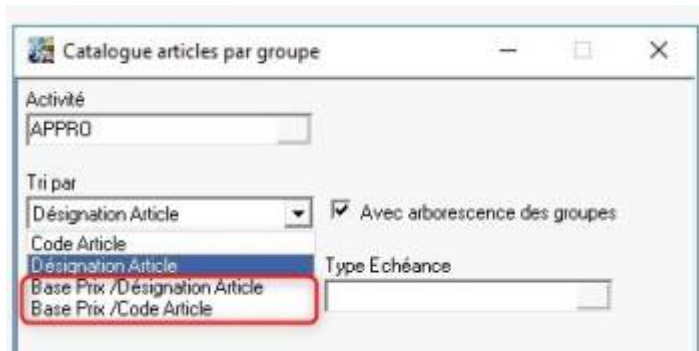 Catalogue articles par groupe
Activité
APPRO
Tri par
Désignation Article
Avec arborescence des groupes
Code Article
Désignation Article
Type Echéance
Base Prix /Désignation Article
Base Prix /Code Article